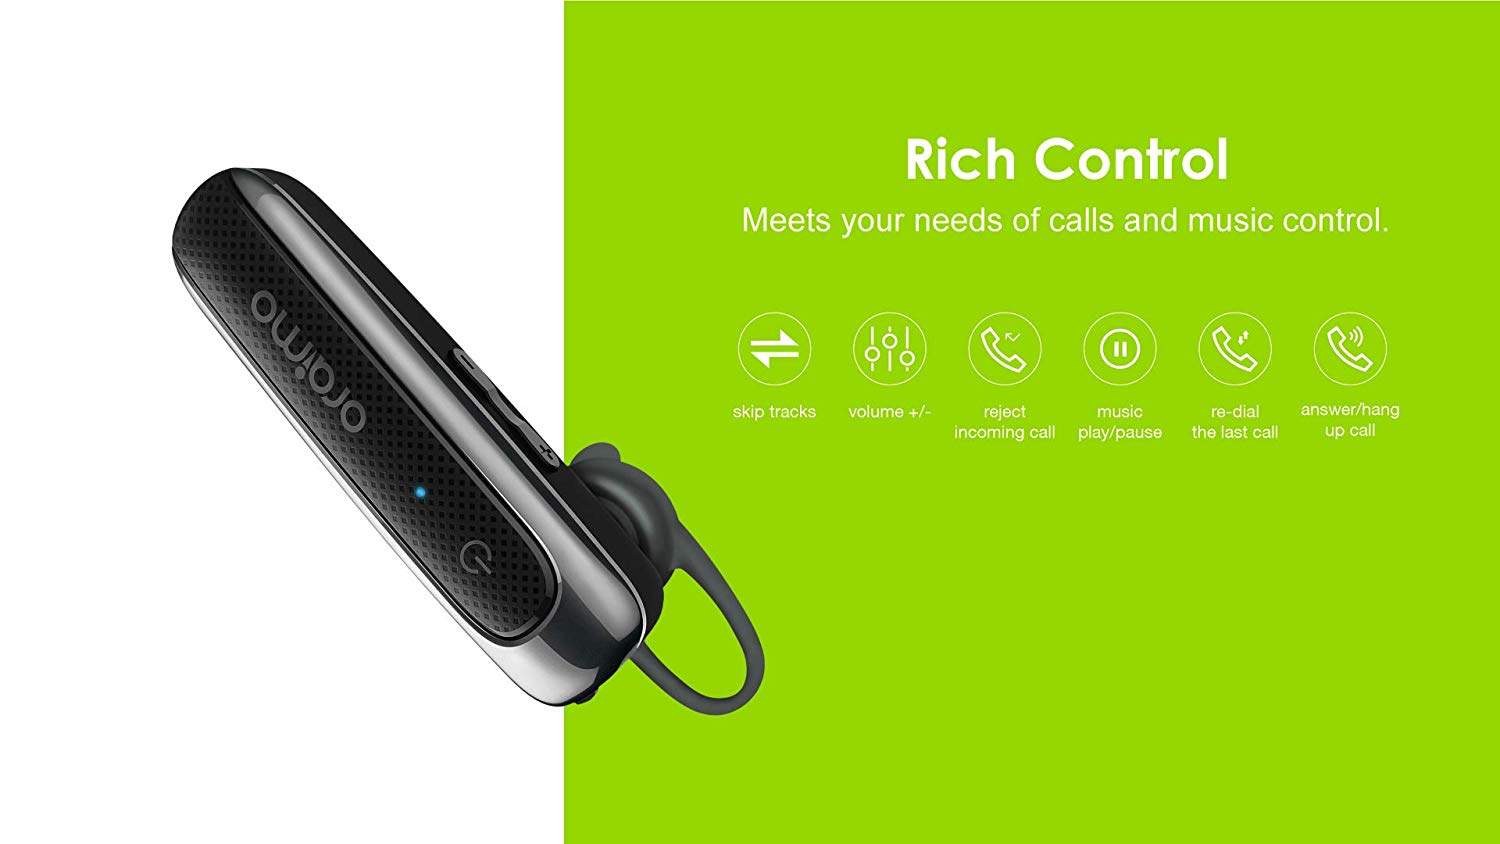 Rich Control
Meets your needs of calls and music control.
skip tracks
volume +/-
reject
incoming call
music
play/pause
re-dial
the last call
answer/hang
up call
oraimo